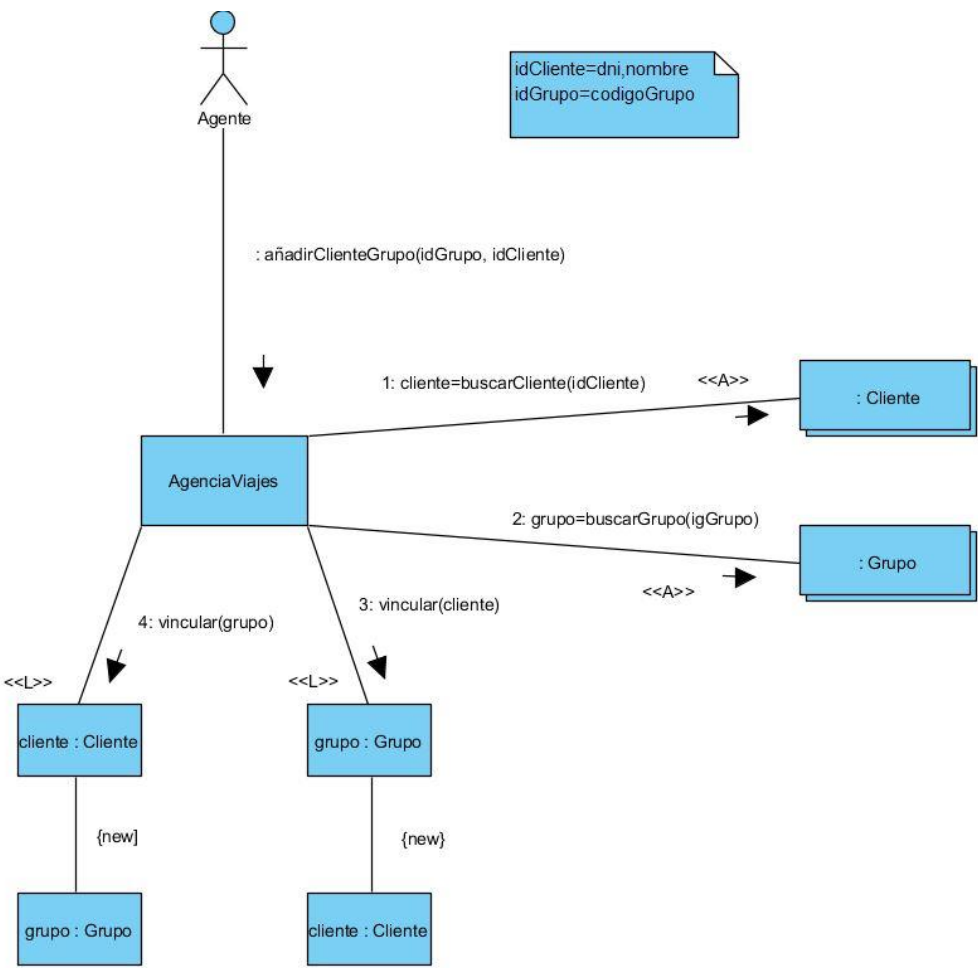 idCliente=dni,nombre
idGrupo=codigoGrupo
Agente
: añadirClienteGrupo(idGrupo, idCliente)
1: cliente=buscarCliente(idCliente)
<<A>>
: Cliente
AgenciaViajes
2: grupo=buscarGrupo(igGrupo)
: Grupo
<<A>>
3: vincular(cliente)
4: vincular(grupo)
<<L>>
<<L>>
cliente : Cliente
grupo : Grupo
{new]
{new}
grupo : Grupo
cliente : Cliente